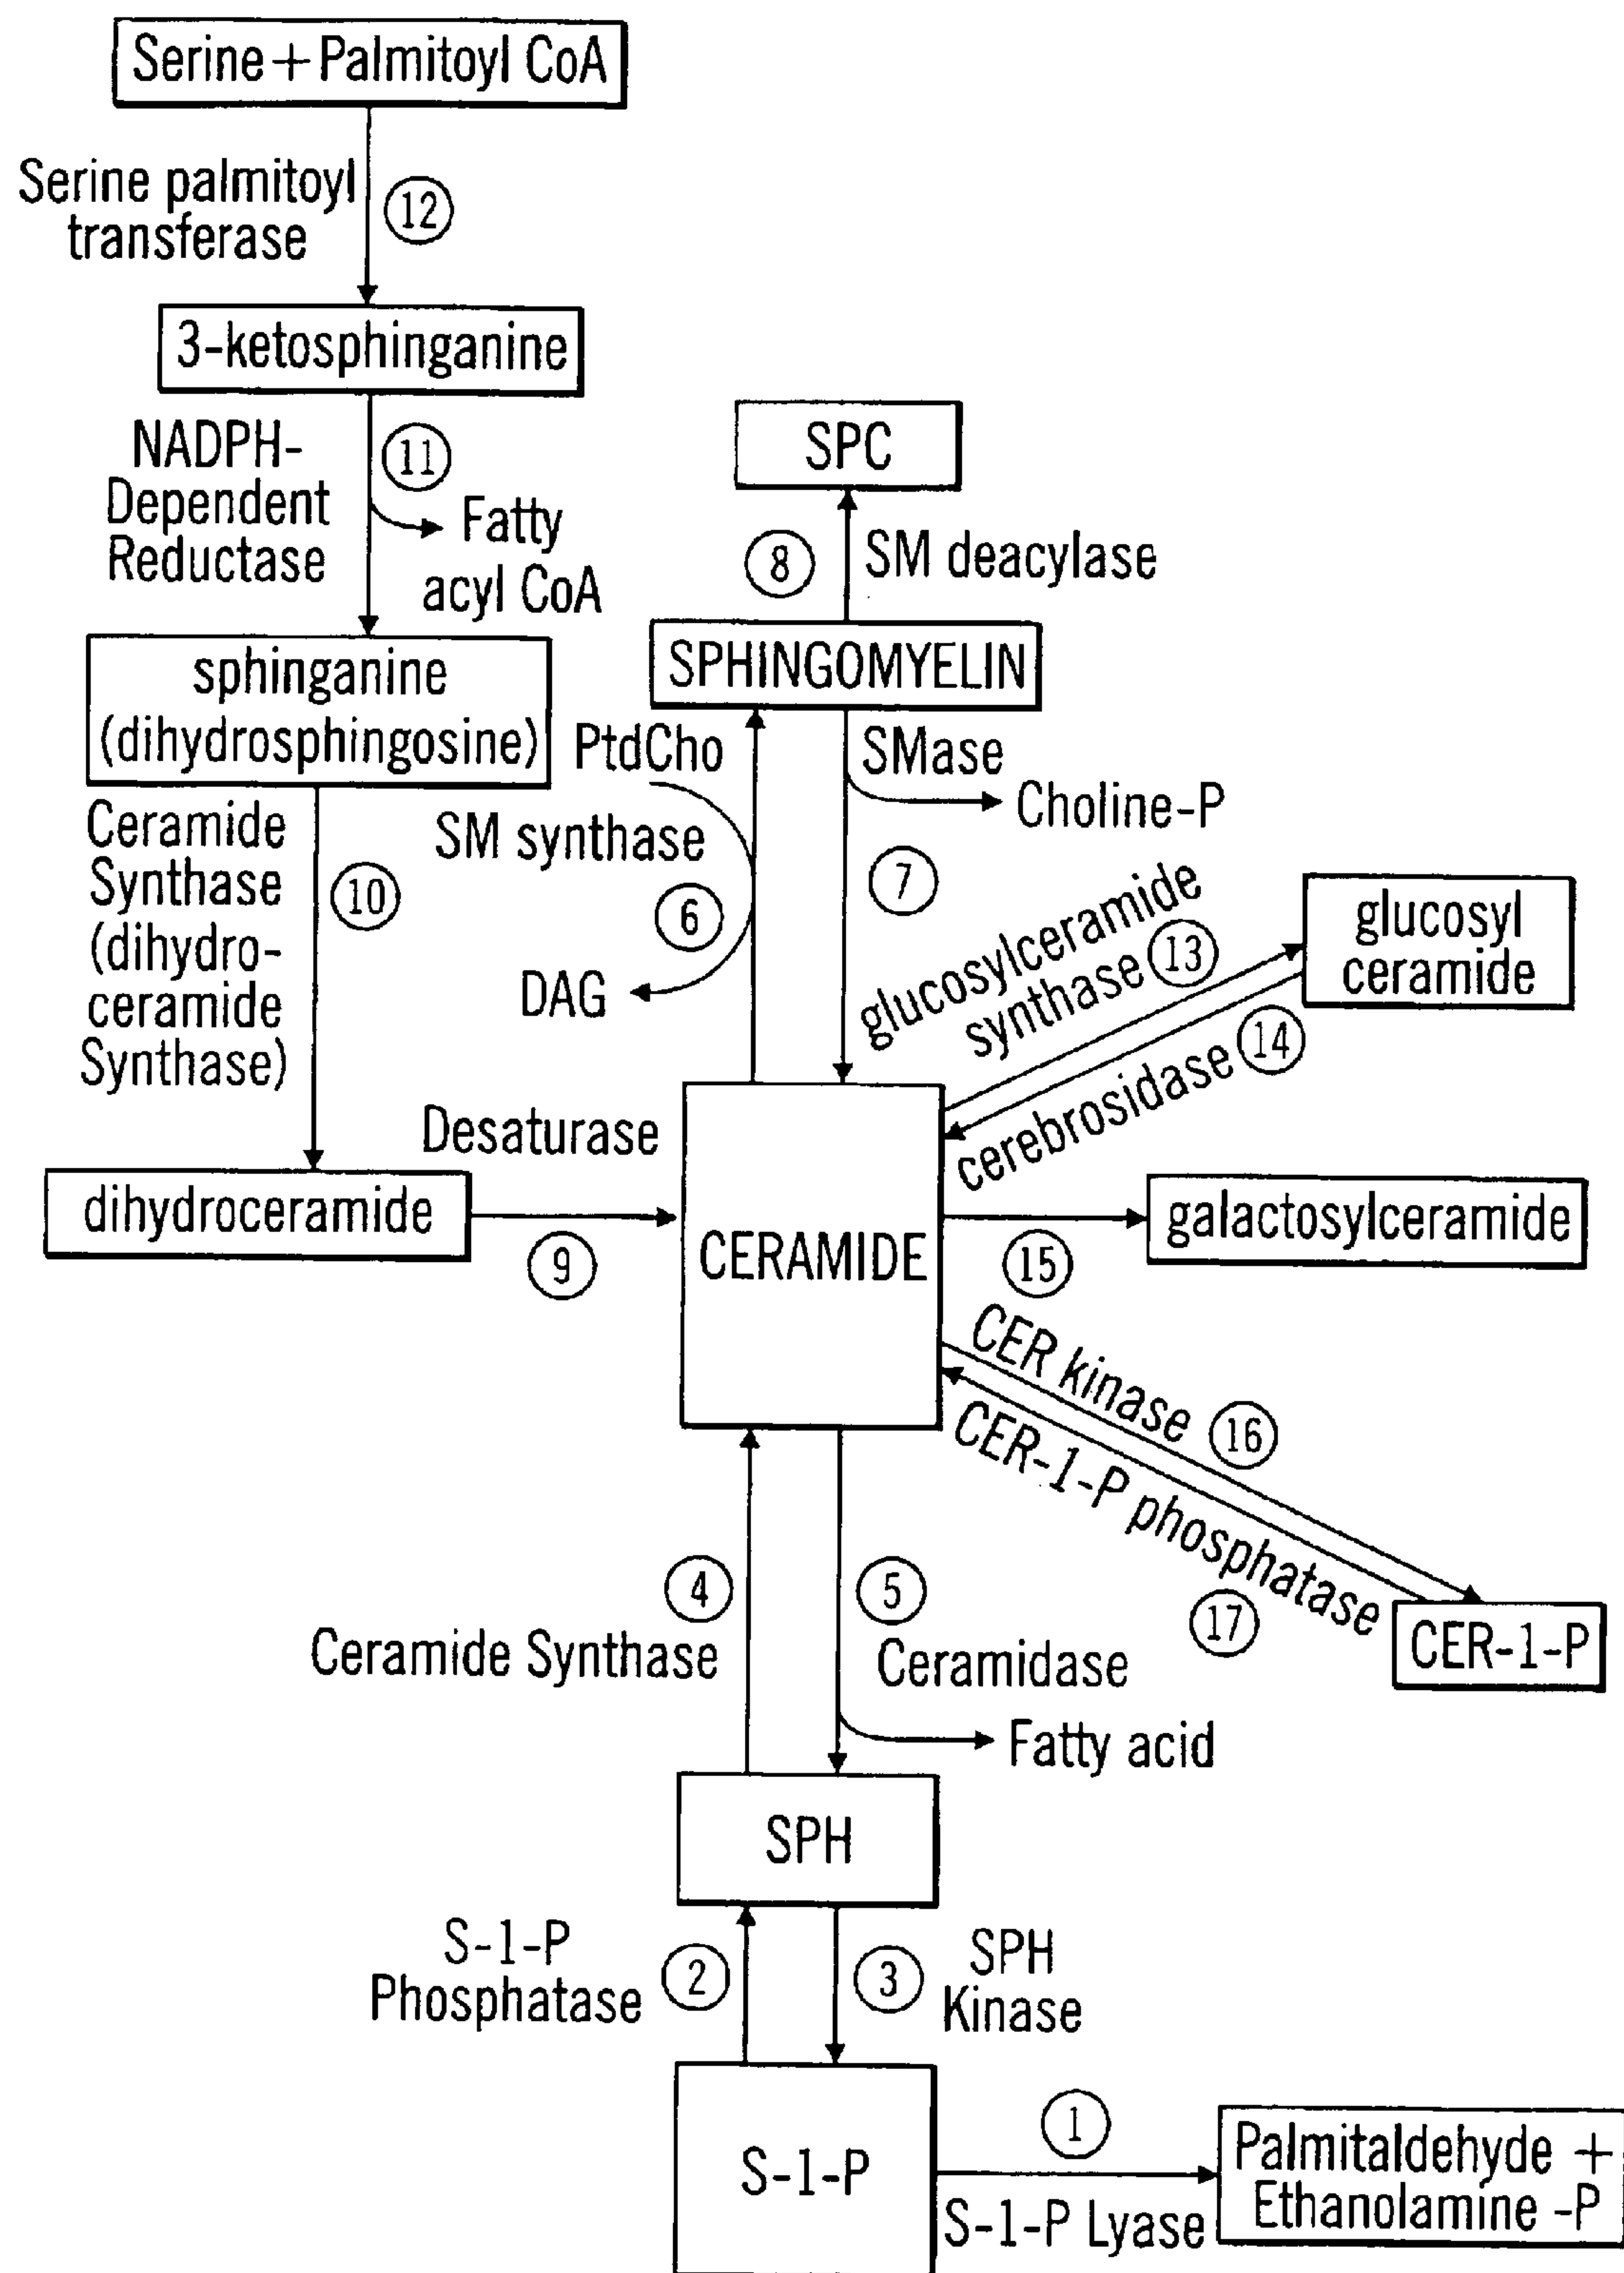 Serine+Palmitoyl CoA
Serine palmitoyl
transferase
12
3-ketosphinganine
NADPH-
Dependent
Reductase
11
Fatty
acyl CoA
sphinganine
(dihydrosphingosine)
Ceramide
Synthase
(dihydro-
ceramide
Synthase)
10
dihydroceramide
Desaturase
9
SPC
8
SM deacylase
SPHINGOMYELIN
PtdCho
SM synthase
6
DAG
SMase
Choline-P
7
glucosylceramide
synthase 13
cerebrosidase 14
glucosyl
ceramide
CERAMIDE
15
galactosylceramide
CER kinase 16
CER-1-P phosphatase
17
CER-1-P
4
Ceramide Synthase
5
Ceramidase
Fatty acid
SPH
S-1-P
Phosphatase
2
3
SPH
Kinase
S-1-P
1
S-1-P Lyase
Palmitaldehyde +
Ethanolamine -P